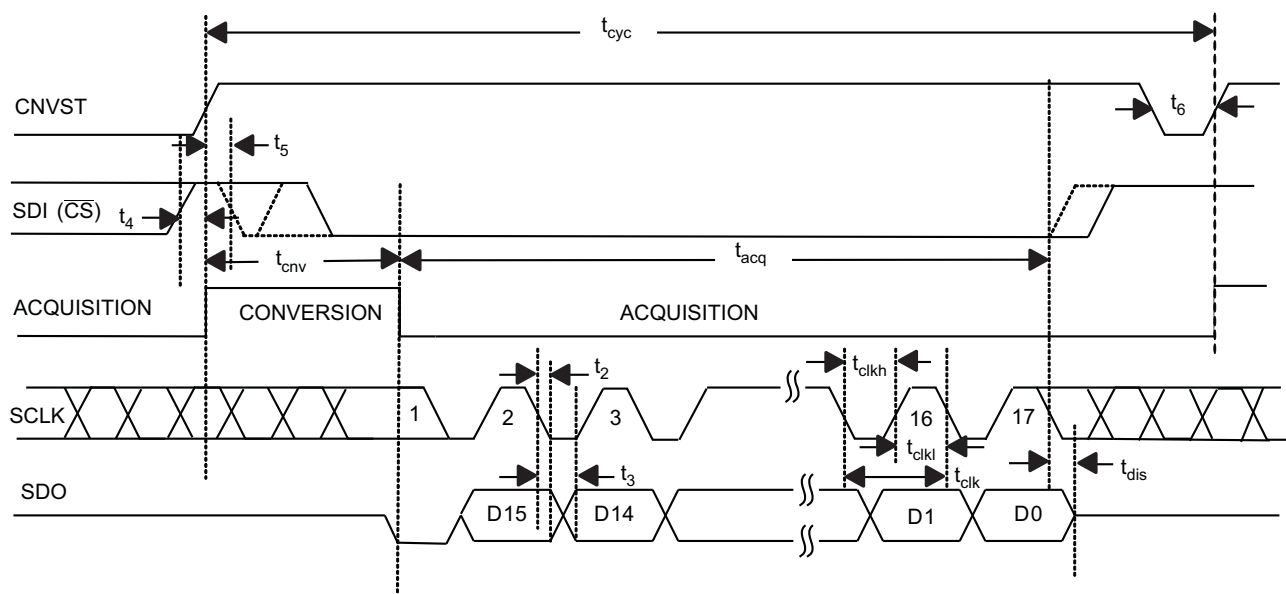 tcyc
CNVST
t6
t5
SDI (CS)
t4
tcnv
tacq
ACQUISITION CONVERSION ACQUISITION
t2
tclkh
SCLK 1 2 3 16 17
tclkl
t3
tclk
tdis
SDO
D15 D14 D1 D0